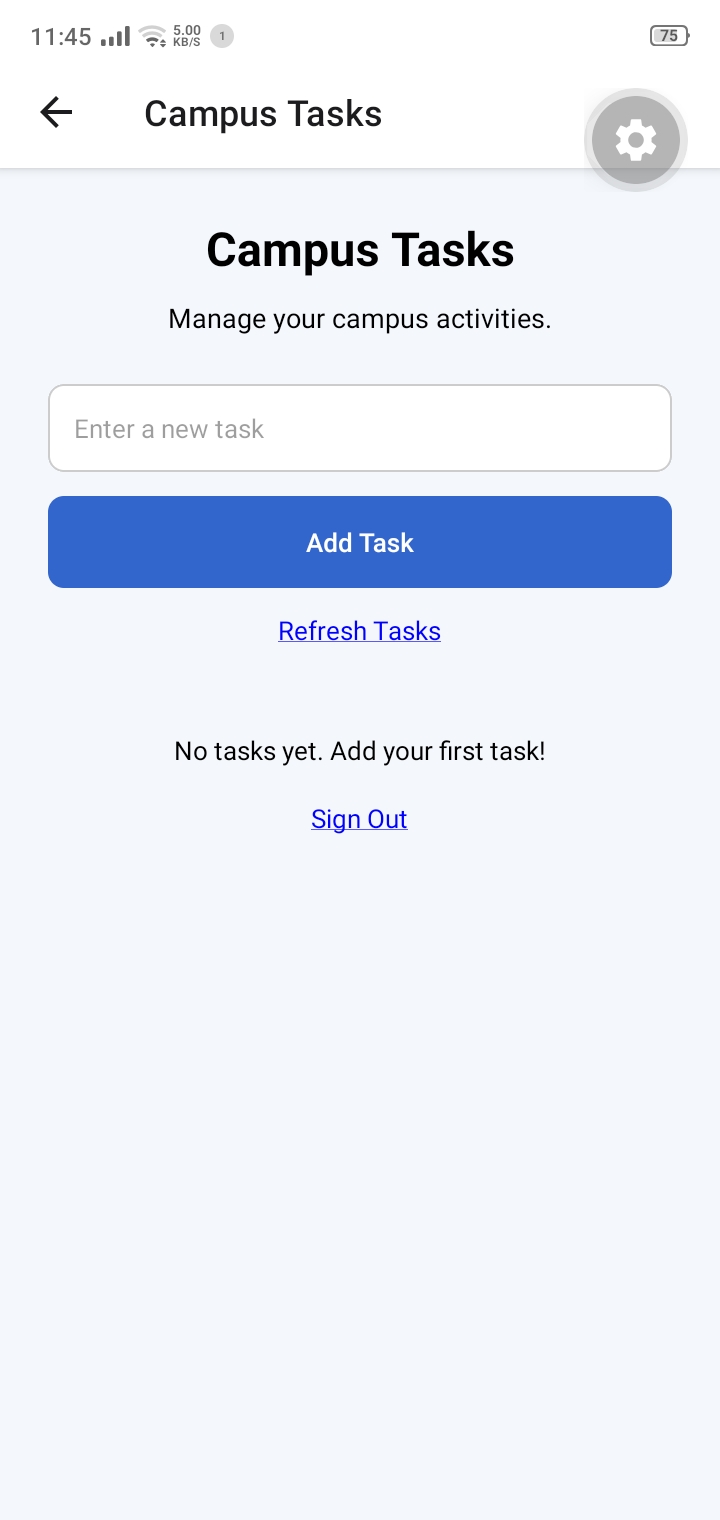 11:45 5.00 KB/S 1 75
Campus Tasks
Campus Tasks
Manage your campus activities.
Enter a new task
Add Task
Refresh Tasks
No tasks yet. Add your first task!
Sign Out